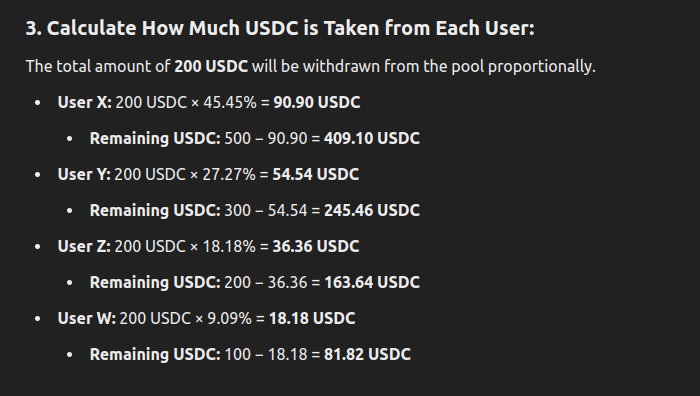 3. Calculate How Much USDC is Taken from Each User:
The total amount of 200 USDC will be withdrawn from the pool proportionally.
• User X: 200 USDC × 45.45% = 90.90 USDC
• Remaining USDC: 500 − 90.90 = 409.10 USDC
• User Y: 200 USDC × 27.27% = 54.54 USDC
• Remaining USDC: 300 − 54.54 = 245.46 USDC
• User Z: 200 USDC × 18.18% = 36.36 USDC
• Remaining USDC: 200 − 36.36 = 163.64 USDC
• User W: 200 USDC × 9.09% = 18.18 USDC
• Remaining USDC: 100 − 18.18 = 81.82 USDC